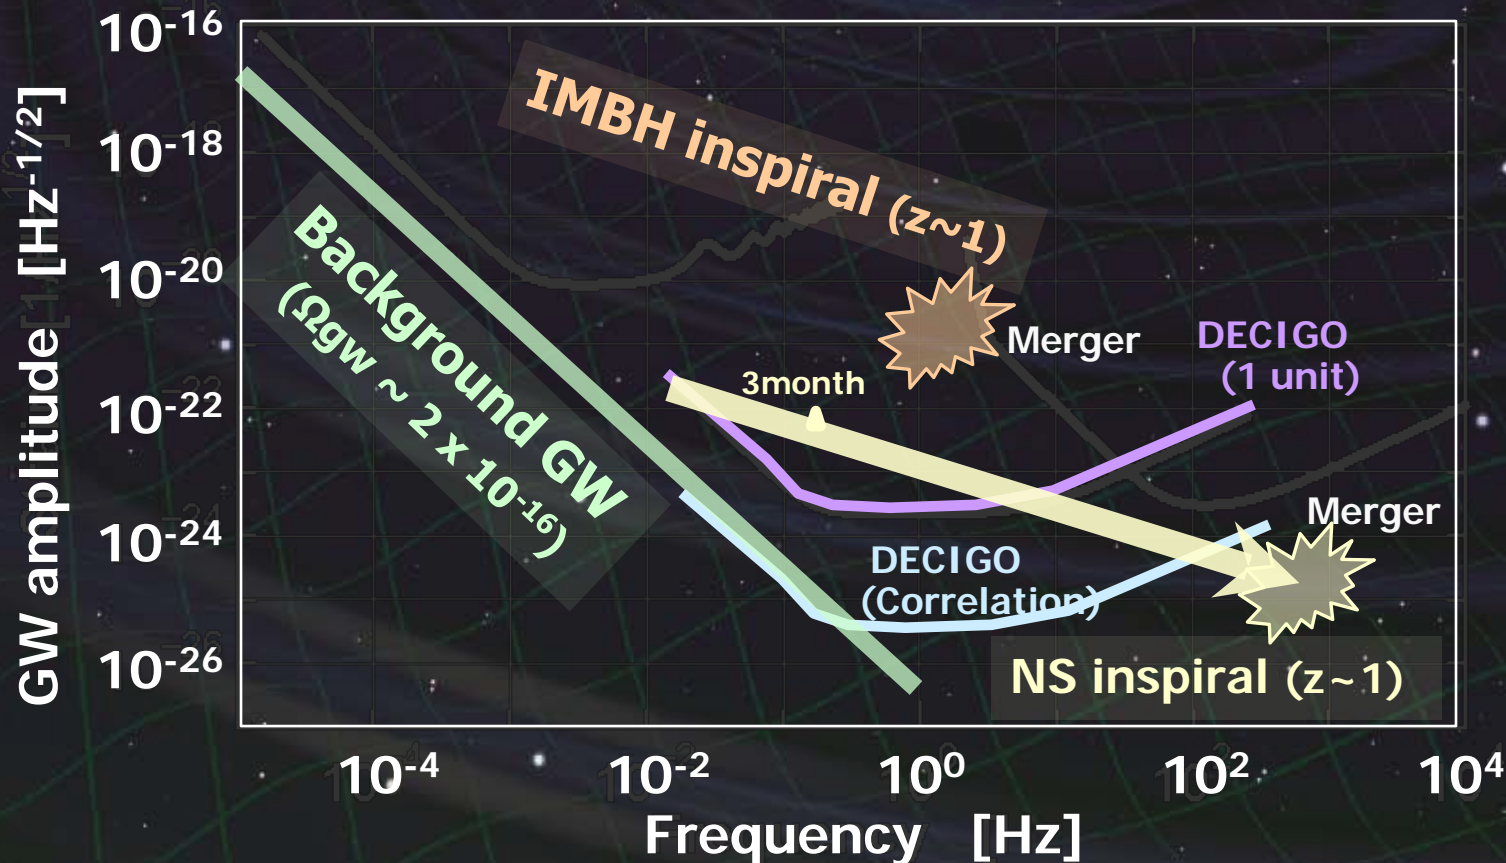 10-16
10-18
10-20
10-22
10-24
10-26
GW amplitude [Hz-1/2]
IMBH inspiral (z~1)
Background GW
(Ωgw ~ 2 x 10-16)
Merger
DECIGO
(1 unit)
3month
Merger
DECIGO
(Correlation)
NS inspiral (z~1)
10-4
10-2
100
102
104
Frequency [Hz]